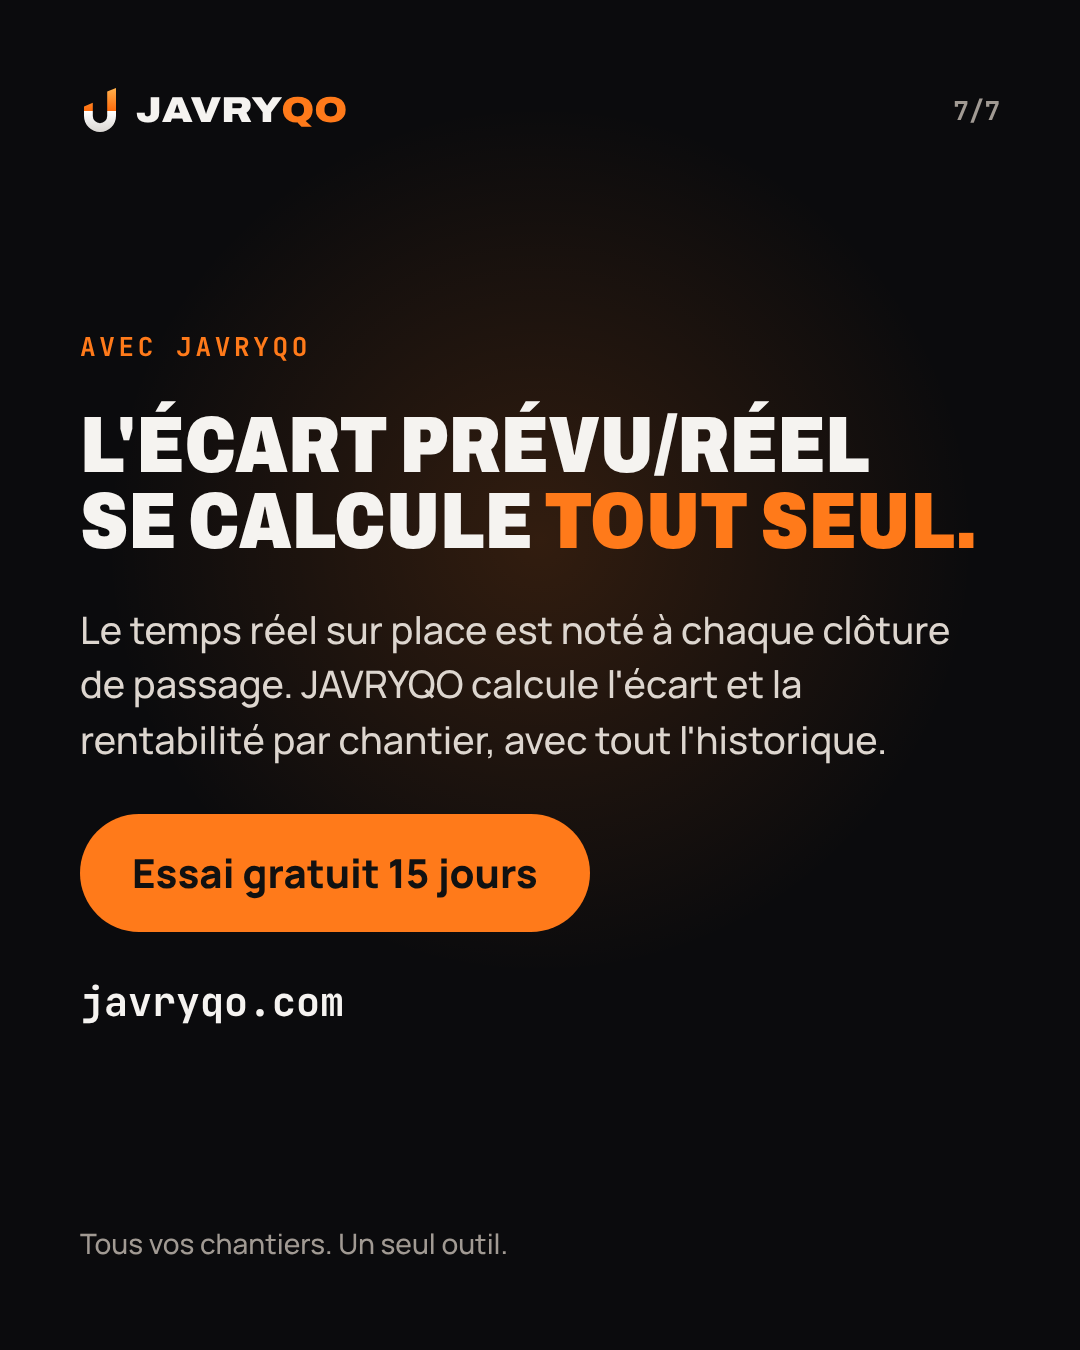 JAVRYQO
7/7
AVEC JAVRYQO
L'ÉCART PRÉVU/RÉEL
SE CALCULE TOUT SEUL.
Le temps réel sur place est noté à chaque clôture
de passage. JAVRYQO calcule l'écart et la
rentabilité par chantier, avec tout l'historique.
Essai gratuit 15 jours
javryqo.com
Tous vos chantiers. Un seul outil.